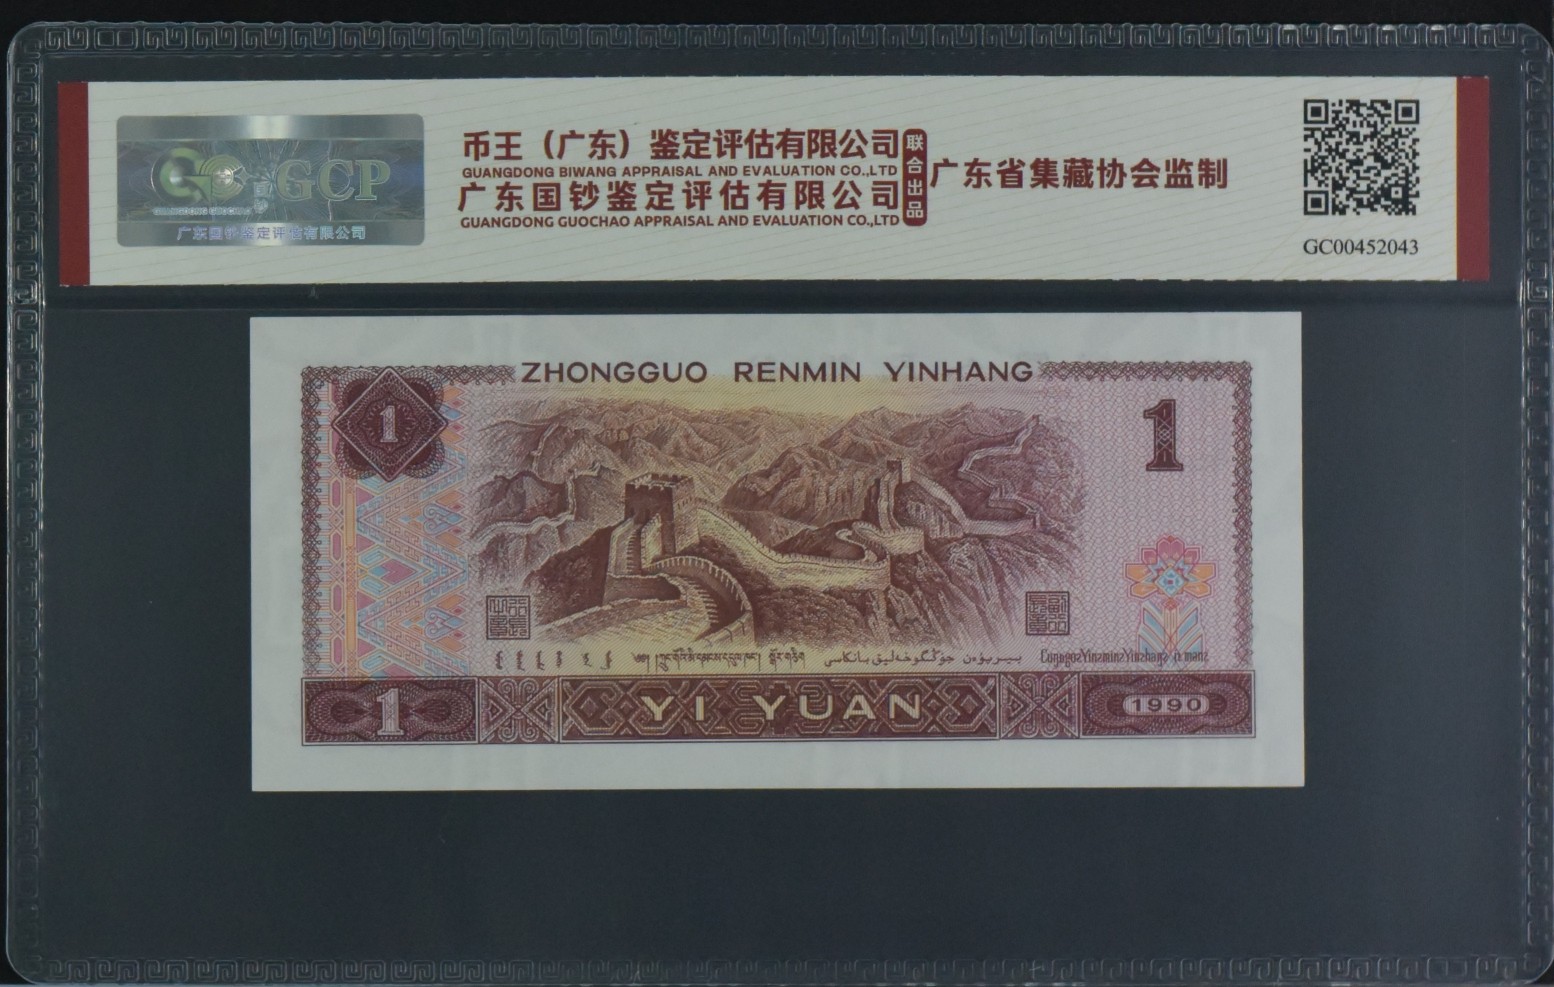 GCP
广东国钞鉴定评估有限公司
币王（广东）鉴定评估有限公司
GUANGDONG BIWANG APPRAISAL AND EVALUATION CO.,LTD
广东国钞鉴定评估有限公司
GUANGDONG GUOCHAO APPRAISAL AND EVALUATION CO.,LTD
联合出品
广东省集藏协会监制
GC00452043
ZHONGGUO RENMIN YINHANG
1
1
1
YI YUAN
1990